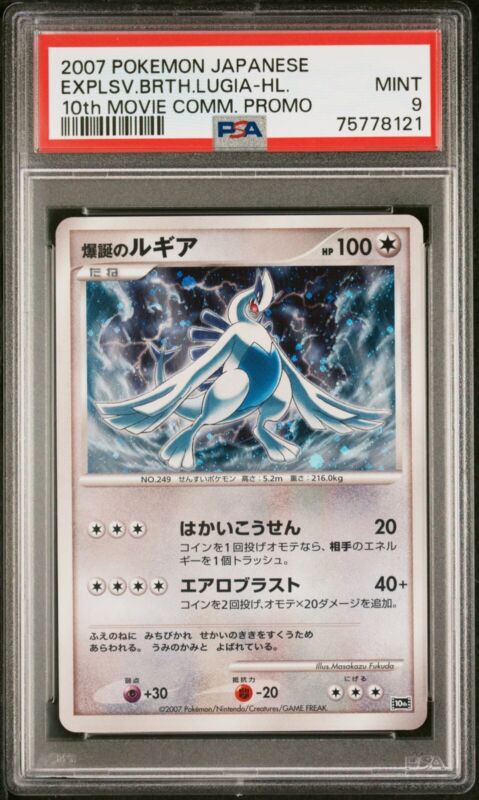 2007 POKEMON JAPANESE
EXPLSV.BRTH.LUGIA-HL. MINT
10th MOVIE COMM. PROMO 9
PSA 75778121
爆誕のルギア HP 100
たね
NO.249 せんすいポケモン 高さ:5.2m 重さ:216.0kg
はかいこうせん 20
コインを1回投げオモテなら、相手のエネル
ギーを1個トラッシュ。
エアロブラスト 40+
コインを2回投げ、オモテ×20ダメージを追加。
ふえのねに みちびかれ せかいのききをすくうため
あらわれる。 うみのかみと よばれている。
Illus.Masakazu Fukuda
弱点 抵抗力 にげる
+30 -20
10th
©2007 Pokémon/Nintendo/Creatures/GAME FREAK.
PSA